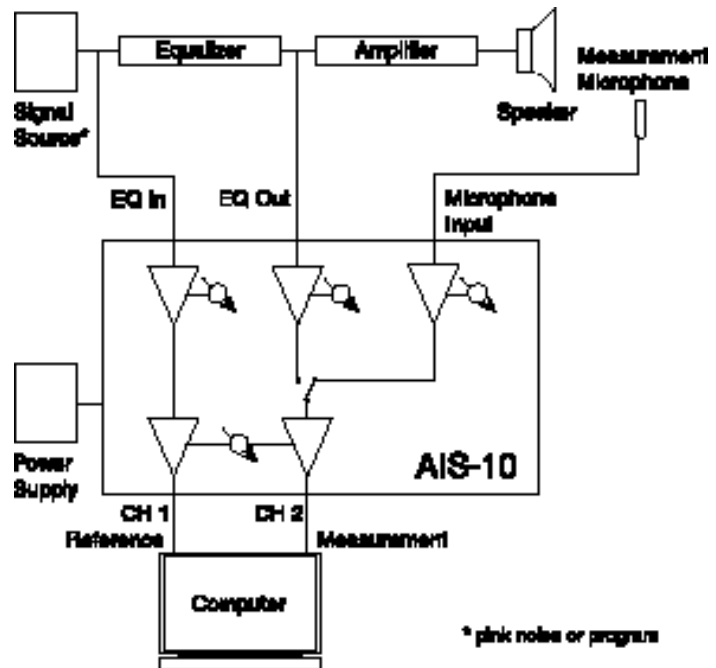 Equalizer
Amplifier
Signal
Source*
Speaker
Measurement
Microphone
EQ In
EQ Out
Microphone
Input
Power
Supply
AIS-10
CH 1
Reference
CH 2
Measurement
Computer
* pink noise or program